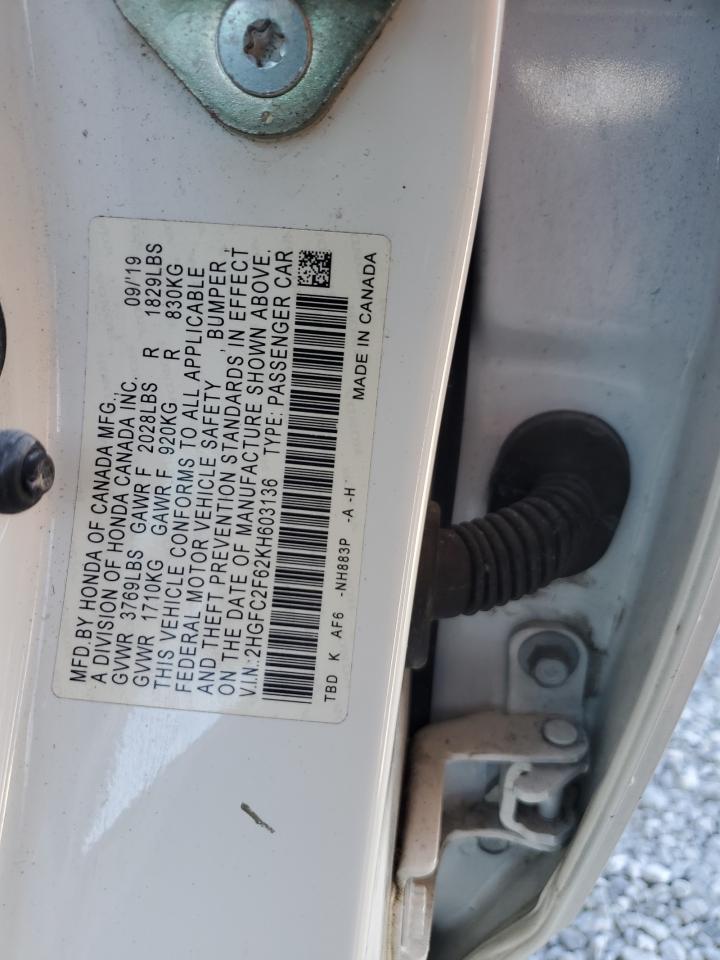 MFD.BY HONDA OF CANADA MFG., 09/'19
A DIVISION OF HONDA CANADA INC.
GVWR 3769LBS GAWR F 2028LBS R 1829LBS
GVWR 1710KG GAWR F 920KG R 830KG
THIS VEHICLE CONFORMS TO ALL APPLICABLE
FEDERAL MOTOR VEHICLE SAFETY , BUMPER ,
AND THEFT PREVENTION STANDARDS , IN EFFECT
ON THE DATE OF MANUFACTURE SHOWN ABOVE.
V.I.N.: 2HGFC2F62KH603136 TYPE: PASSENGER CAR
TBD K AF6 -NH883P -A -H MADE IN CANADA